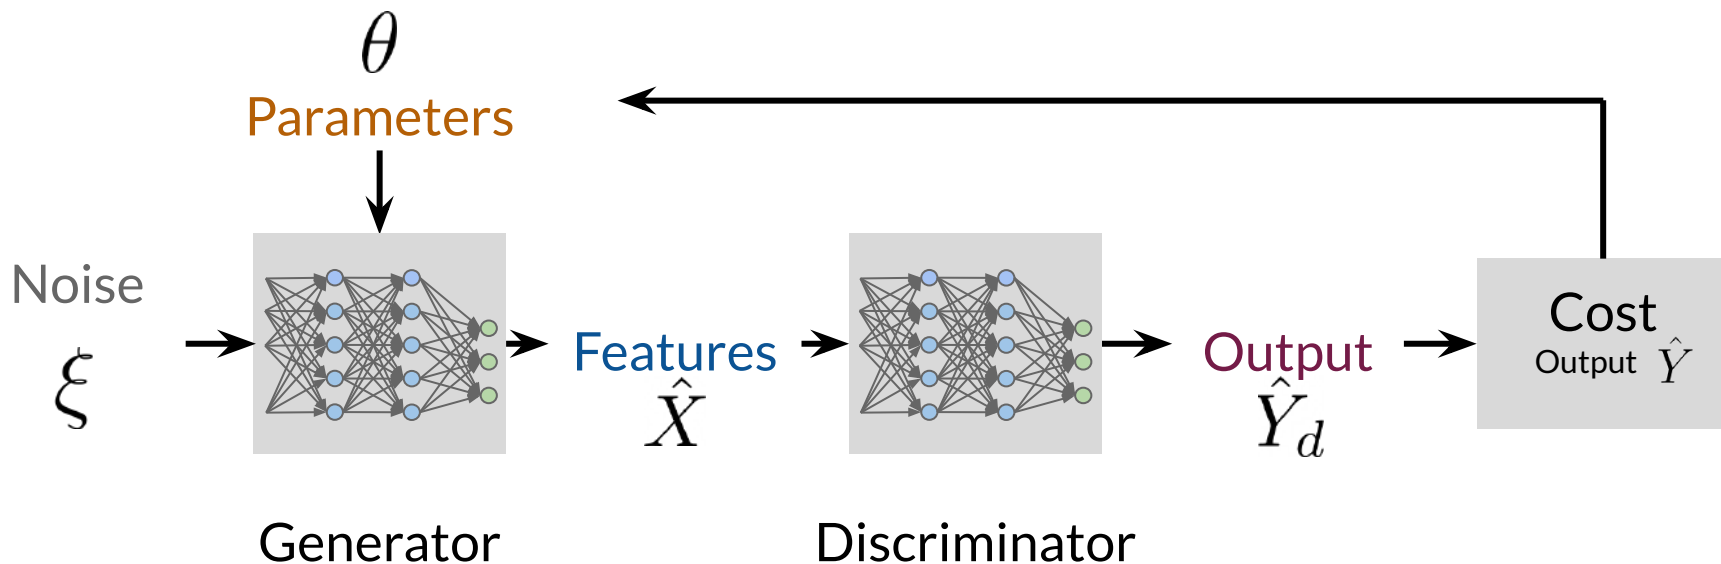 θ
Parameters
Noise
ξ
Features
X̂
Output
Ŷ_d
Cost
Output Ŷ
Generator
Discriminator